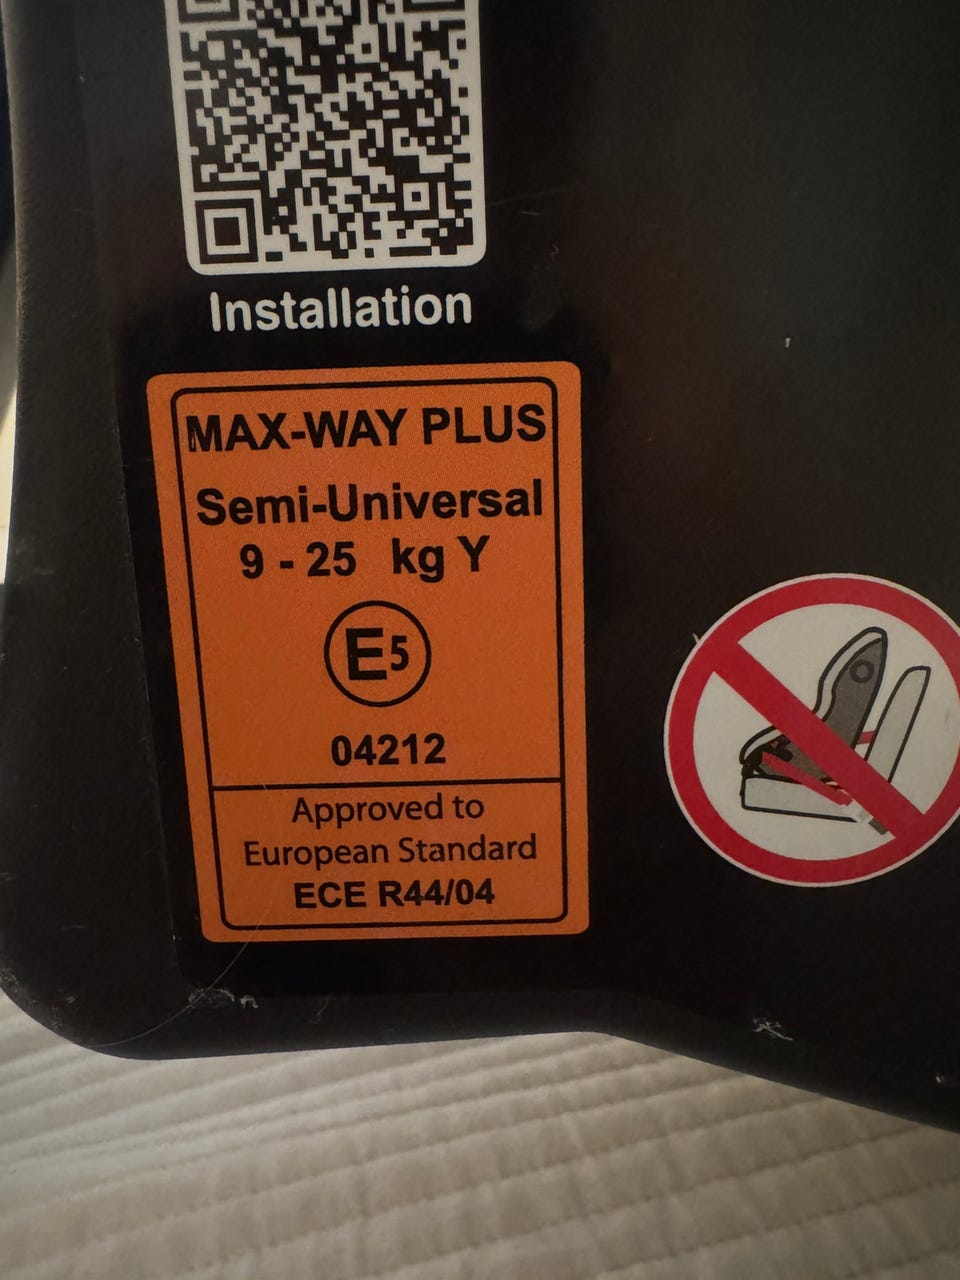 Installation
MAX-WAY PLUS
Semi-Universal
9 - 25 kg Y
E5
04212
Approved to
European Standard
ECE R44/04